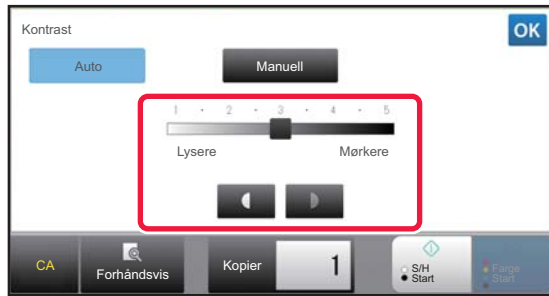 Kontrast
OK
Auto
Manuell
1 · 2 · 3 · 4 · 5
Lysere
Mørkere
CA
Forhåndsvis
Kopier
1
S/H
Start
Farge
Start